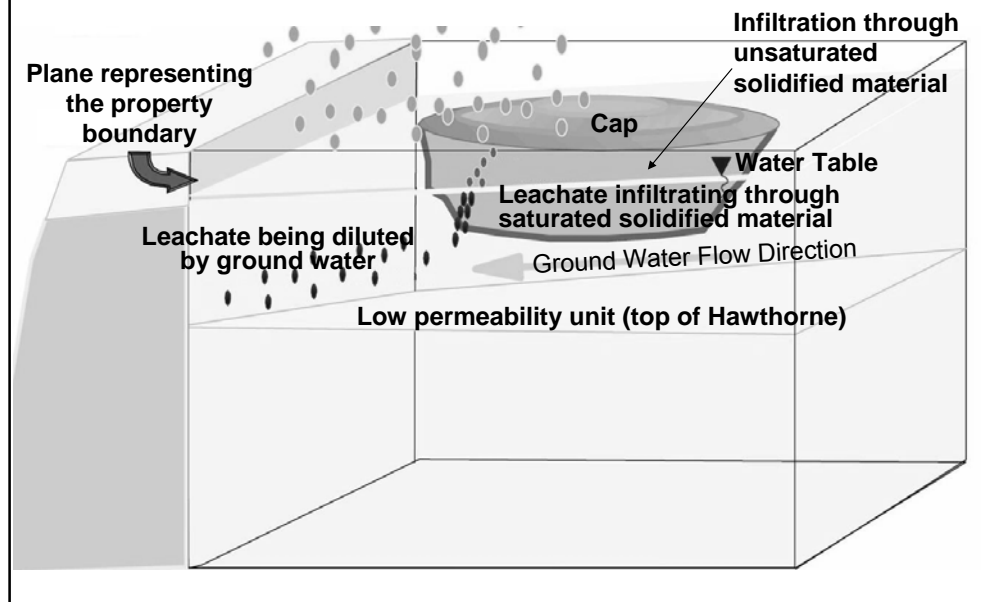 Infiltration through
unsaturated
solidified material
Plane representing
the property
boundary
Cap
Water Table
Leachate infiltrating through
saturated solidified material
Leachate being diluted
by ground water
Ground Water Flow Direction
Low permeability unit (top of Hawthorne)